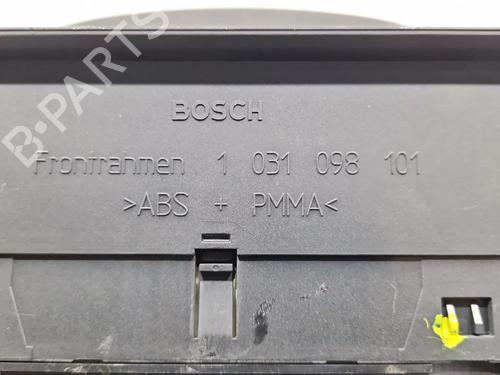 BOSCH
Frontrahmen 1 031 098 101
>ABS + PMMA<
B-PARTS